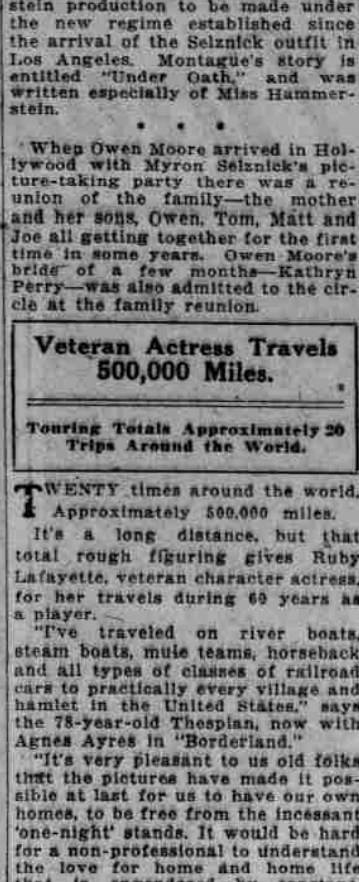 stein production to be made under
the new regime established since
the arrival of the Selznick outfit in
Los Angeles. Montague's story is
entitled "Under Oath," and was
written especially of Miss Hammer-
stein.
* * *
When Owen Moore arrived in Hol-
lywood with Myron Selznick's pic-
ture-taking party there was a re-
union of the family—the mother
and her sons, Owen, Tom, Matt and
Joe all getting together for the first
time in some years. Owen Moore's
bride of a few months—Kathryn
Perry—was also admitted to the cir-
cle at the family reunion.
Veteran Actress Travels
500,000 Miles.
Touring Totals Approximately 20
Trips Around the World.
TWENTY times around the world.
Approximately 500,000 miles.
It's a long distance, but that
total rough figuring gives Ruby
Lafayette, veteran character actress,
for her travels during 60 years as
a player.
"I've traveled on river boats,
steam boats, mule teams, horseback
and all types of classes of railroad
cars to practically every village and
hamlet in the United States," says
the 78-year-old Thespian, now with
Agnes Ayres in "Borderland."
"It's very pleasant to us old folks
that the pictures have made it pos-
sible at last for us to have our own
homes, to be free from the incessant
'one-night' stands. It would be hard
for a non-professional to understand
the love for home and home life